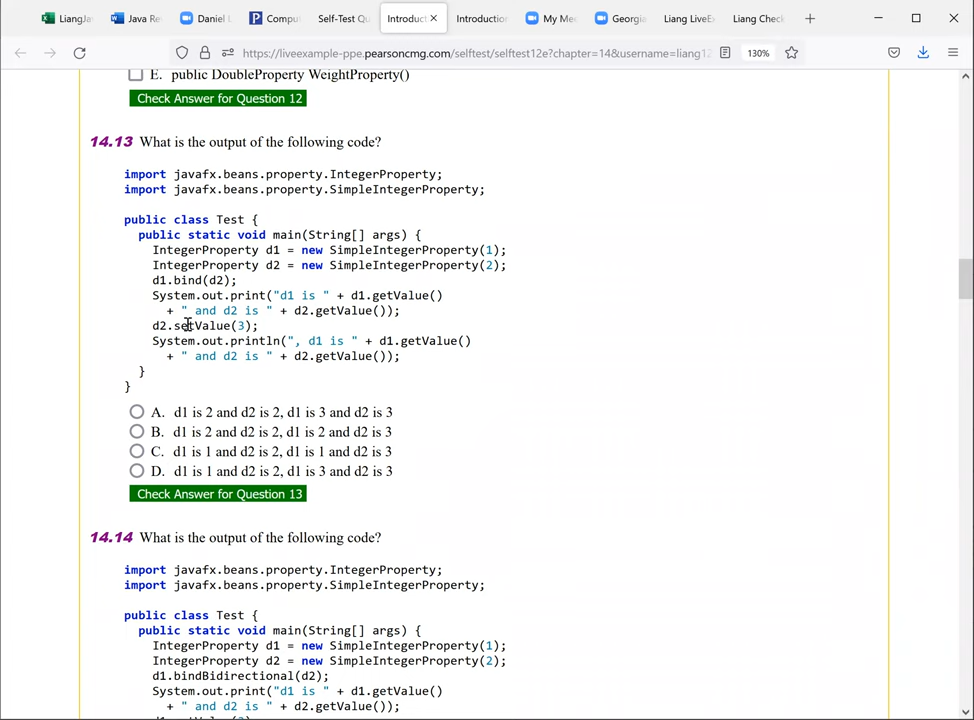 LiangJa
Java Re
Daniel L
Compu
Self-Test Qu
Introduct
Introduction
My Me
Georgia
Liang LiveEx
Liang Check
https://liveexample-ppe.pearsoncmg.com/selftest/selftest12e?chapter=14&username=liang12
130%
E. public DoubleProperty WeightProperty()
Check Answer for Question 12
14.13 What is the output of the following code?
import javafx.beans.property.IntegerProperty;
import javafx.beans.property.SimpleIntegerProperty;
public class Test {
public static void main(String[] args) {
IntegerProperty d1 = new SimpleIntegerProperty(1);
IntegerProperty d2 = new SimpleIntegerProperty(2);
d1.bind(d2);
System.out.print("d1 is " + d1.getValue()
+ " and d2 is " + d2.getValue());
d2.setValue(3);
System.out.println(", d1 is " + d1.getValue()
+ " and d2 is " + d2.getValue());
}
}
A. d1 is 2 and d2 is 2, d1 is 3 and d2 is 3
B. d1 is 2 and d2 is 2, d1 is 2 and d2 is 3
C. d1 is 1 and d2 is 2, d1 is 1 and d2 is 3
D. d1 is 1 and d2 is 2, d1 is 3 and d2 is 3
Check Answer for Question 13
14.14 What is the output of the following code?
import javafx.beans.property.IntegerProperty;
import javafx.beans.property.SimpleIntegerProperty;
public class Test {
public static void main(String[] args) {
IntegerProperty d1 = new SimpleIntegerProperty(1);
IntegerProperty d2 = new SimpleIntegerProperty(2);
d1.bindBidirectional(d2);
System.out.print("d1 is " + d1.getValue()
+ " and d2 is " + d2.getValue());